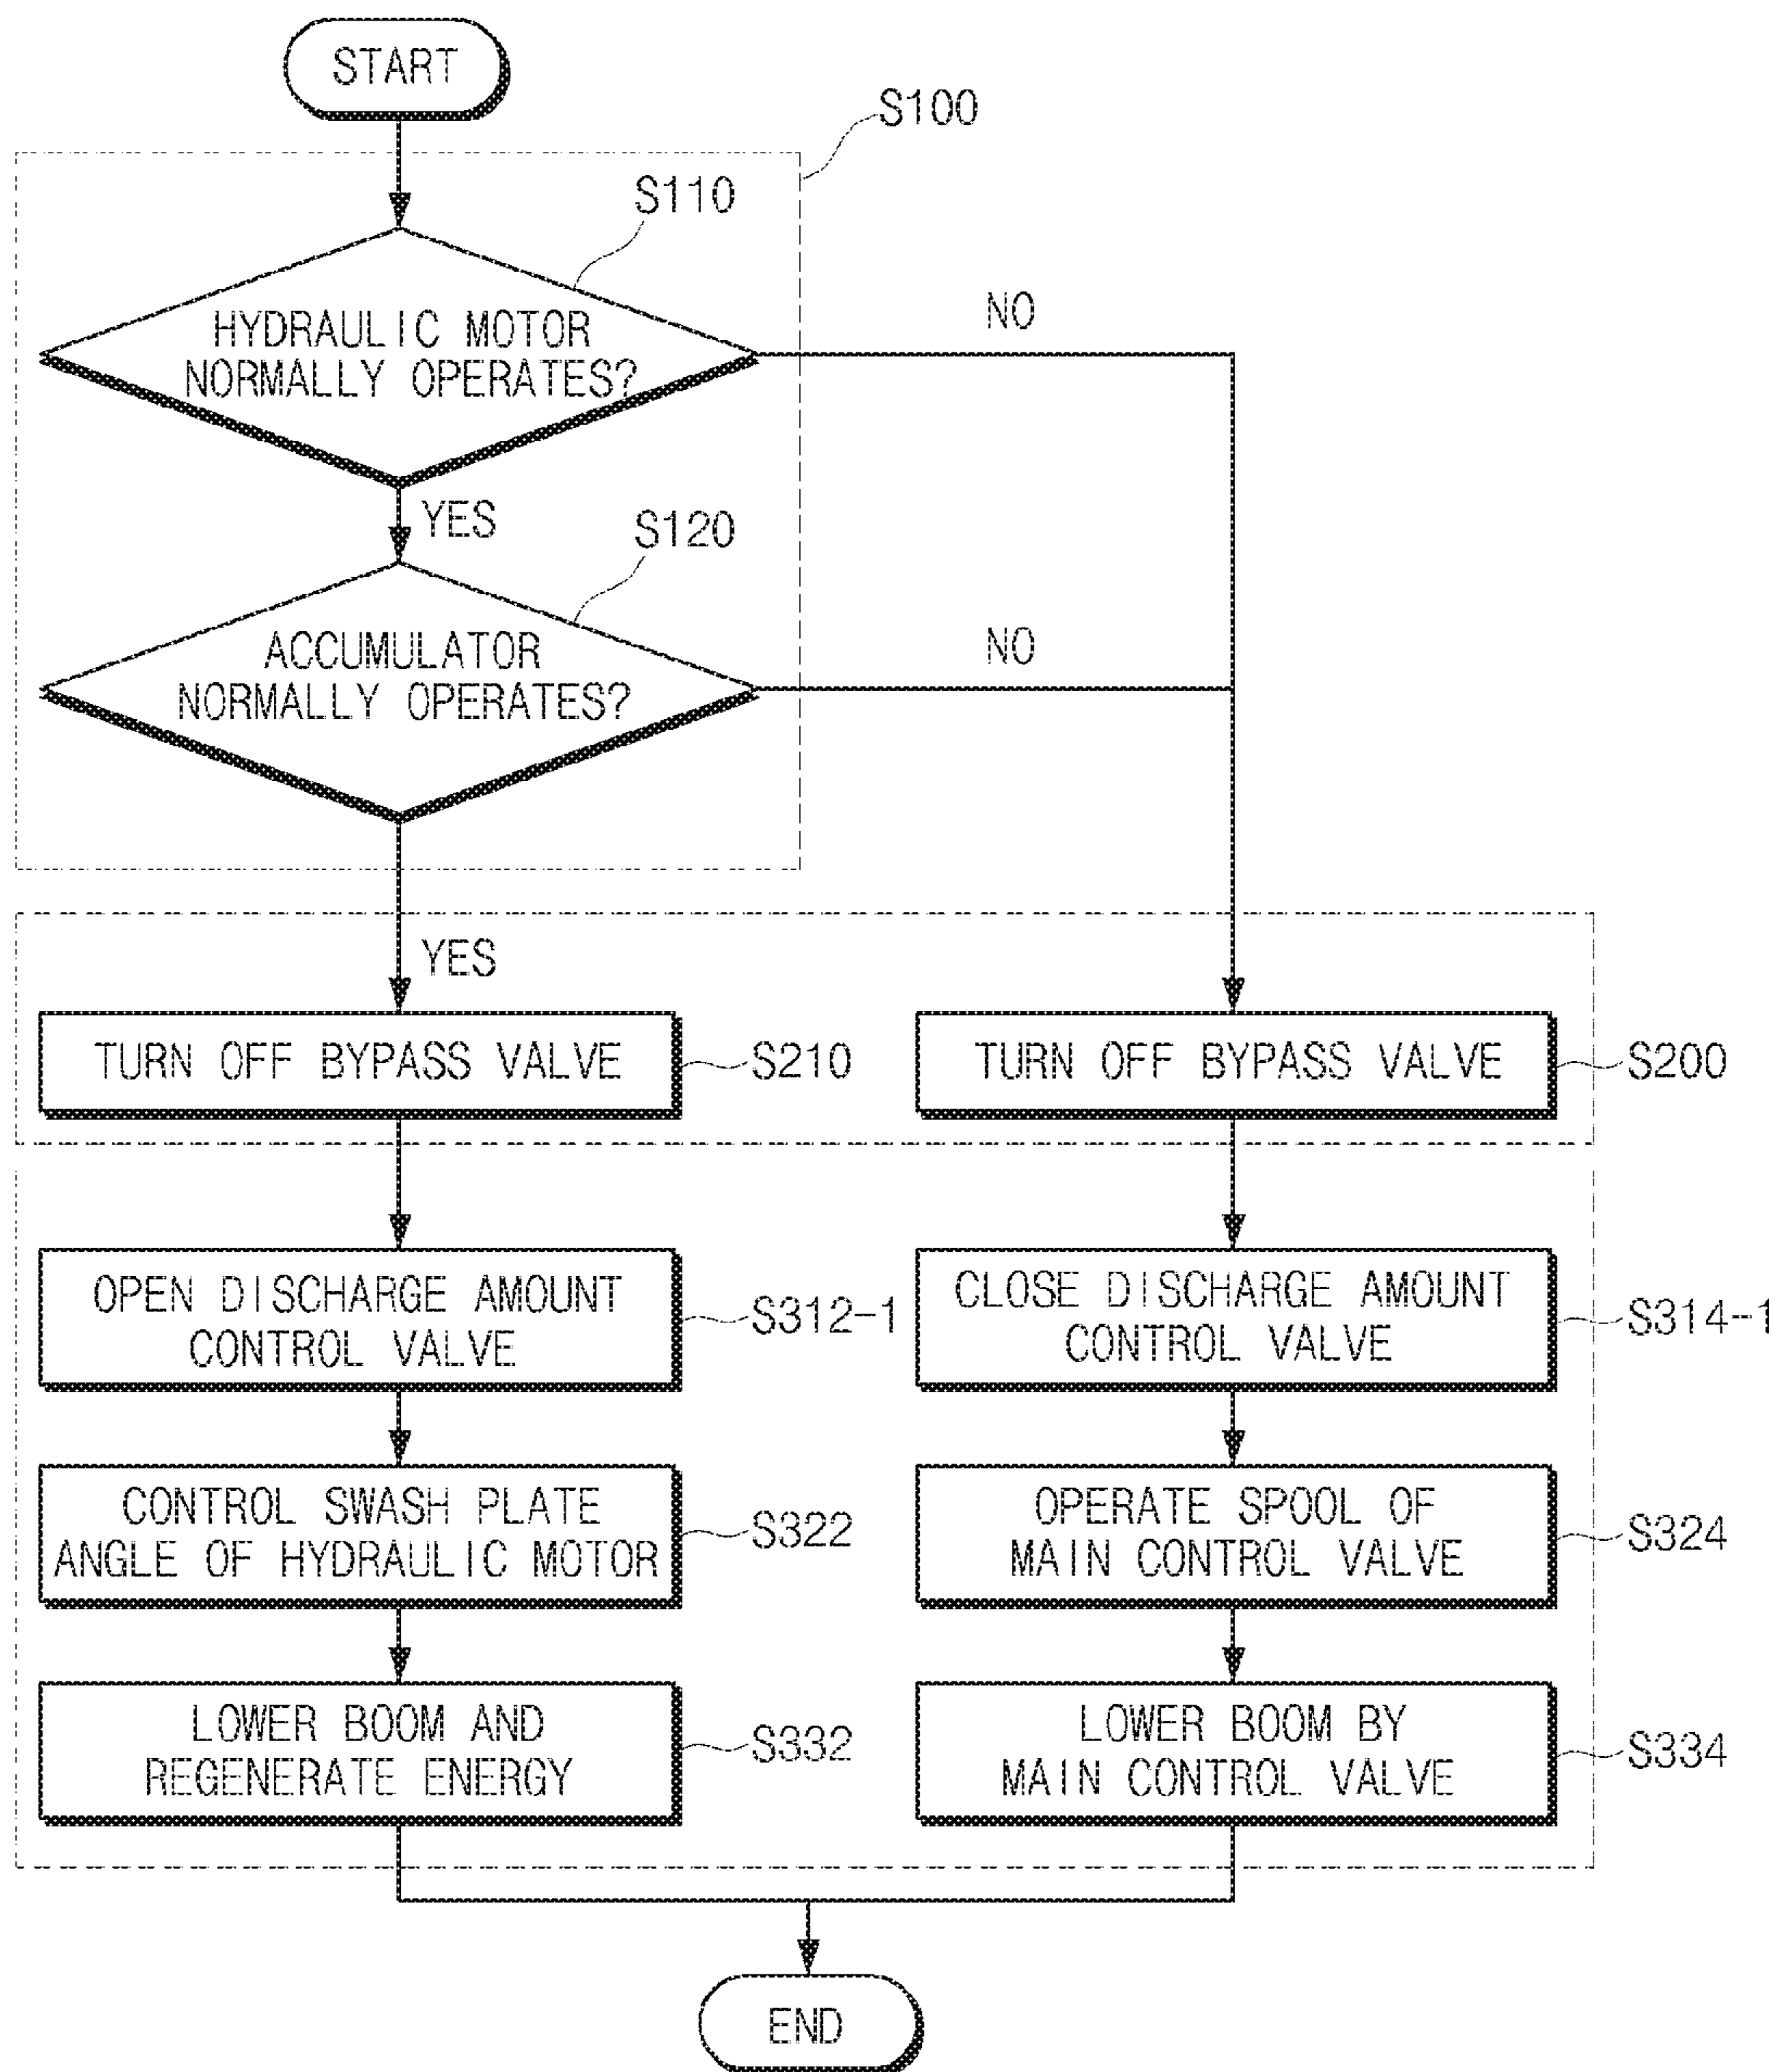 START
S100
S110
HYDRAULIC MOTOR
NORMALLY OPERATES?
NO
YES
S120
ACCUMULATOR
NORMALLY OPERATES?
NO
YES
TURN OFF BYPASS VALVE
S210
TURN OFF BYPASS VALVE
S200
OPEN DISCHARGE AMOUNT
CONTROL VALVE
S312-1
CLOSE DISCHARGE AMOUNT
CONTROL VALVE
S314-1
CONTROL SWASH PLATE
ANGLE OF HYDRAULIC MOTOR
S322
OPERATE SPOOL OF
MAIN CONTROL VALVE
S324
LOWER BOOM AND
REGENERATE ENERGY
S332
LOWER BOOM BY
MAIN CONTROL VALVE
S334
END